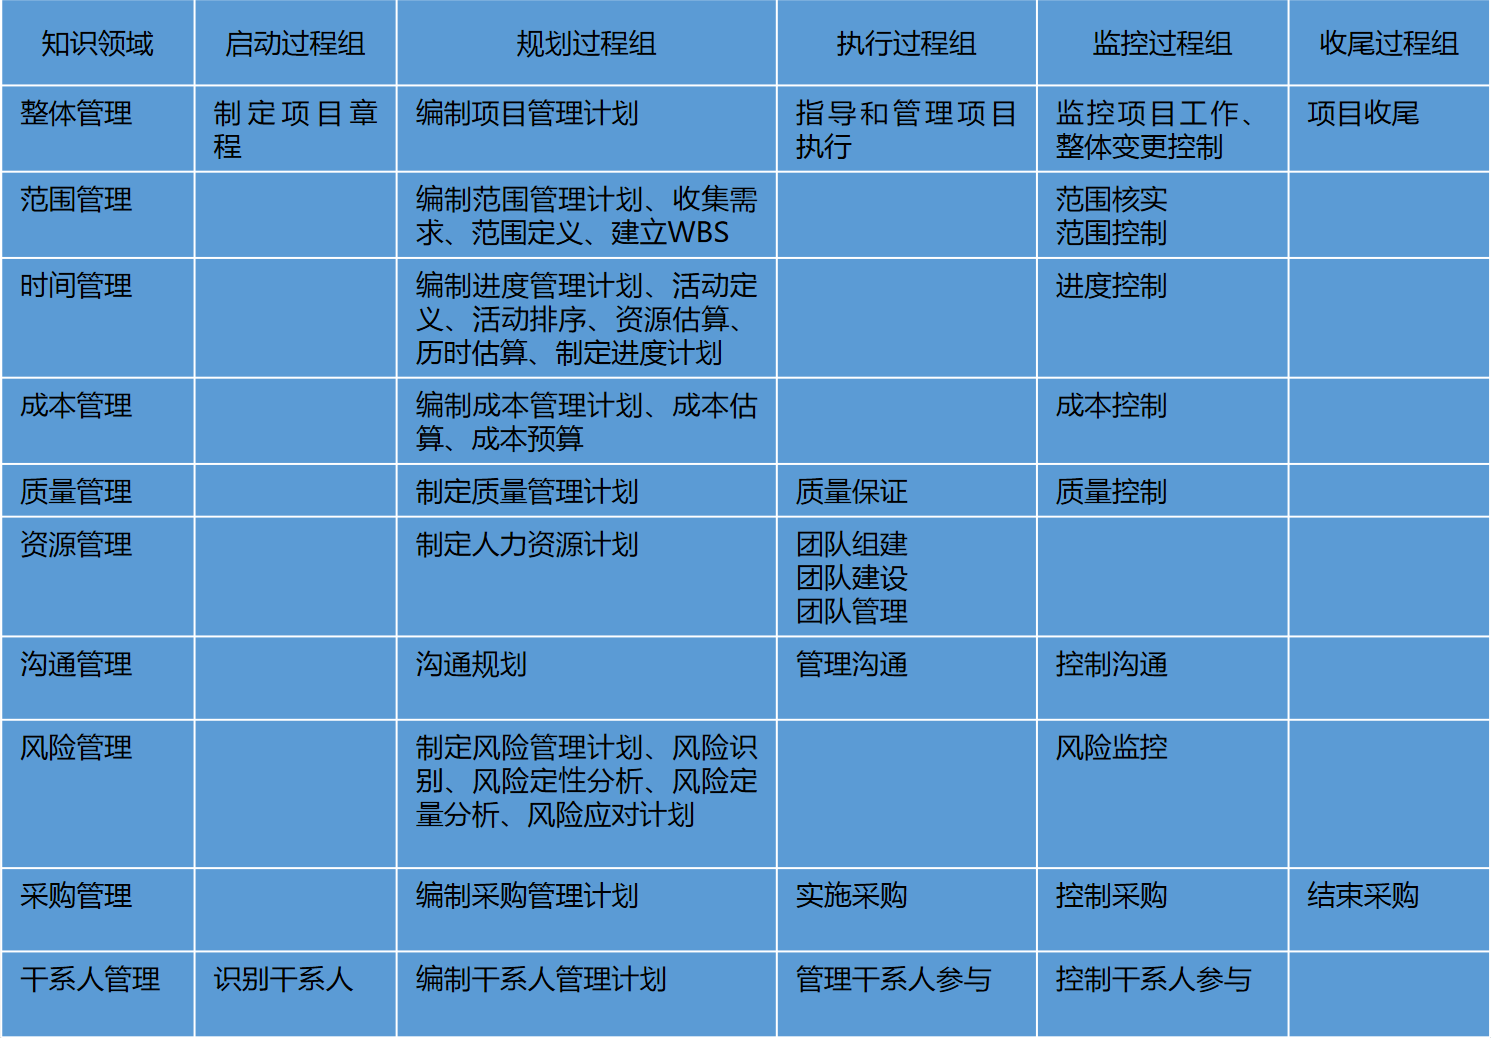 知识领域 启动过程组 规划过程组 执行过程组 监控过程组 收尾过程组
整体管理
制定项目章
程
编制项目管理计划
指导和管理项目
执行
监控项目工作、
整体变更控制
项目收尾
范围管理
编制范围管理计划、收集需
求、范围定义、建立WBS
范围核实
范围控制
时间管理
编制进度管理计划、活动定
义、活动排序、资源估算、
历时估算、制定进度计划
进度控制
成本管理
编制成本管理计划、成本估
算、成本预算
成本控制
质量管理
制定质量管理计划
质量保证
质量控制
资源管理
制定人力资源计划
团队组建
团队建设
团队管理
沟通管理
沟通规划
管理沟通
控制沟通
风险管理
制定风险管理计划、风险识
别、风险定性分析、风险定
量分析、风险应对计划
风险监控
采购管理
编制采购管理计划
实施采购
控制采购
结束采购
干系人管理
识别干系人
编制干系人管理计划
管理干系人参与
控制干系人参与